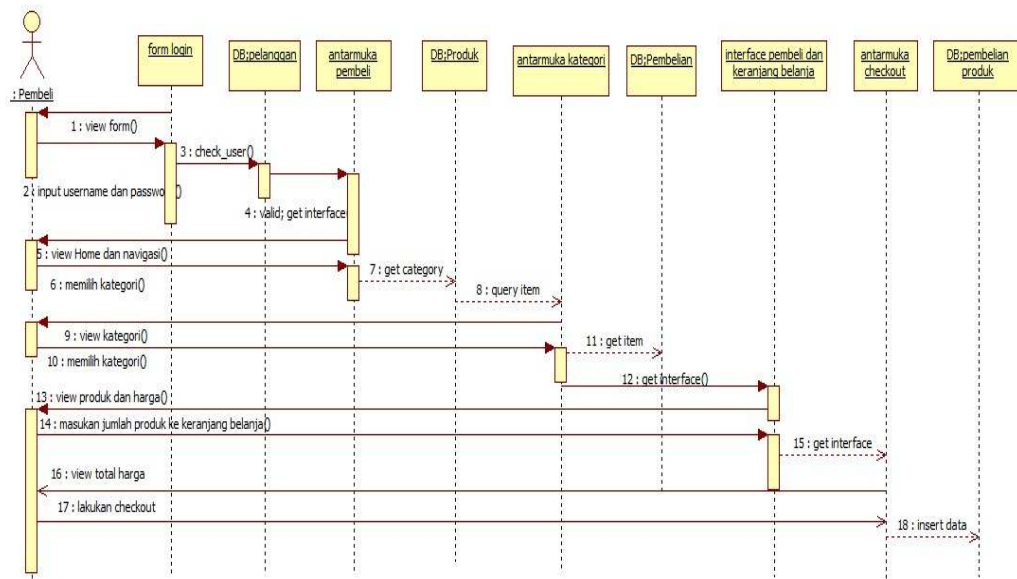 form login
DB;pelanggan
antarmuka
pembeli
DB;Produk
antarmuka kategori
DB;Pembelian
interface pembeli dan
keranjang belanja
antarmuka
checkout
DB;pembelian
produk
: Pembeli
1 : view form()
3 : check_user()
2 : input username dan password()
4 : valid; get interface
5 : view Home dan navigasi()
7 : get category
6 : memilih kategori()
8 : query item
9 : view kategori()
11 : get item
10 : memilih kategori()
12 : get interface()
13 : view produk dan harga()
14 : masukan jumlah produk ke keranjang belanja()
15 : get interface
16 : view total harga
17 : lakukan checkout
18 : insert data